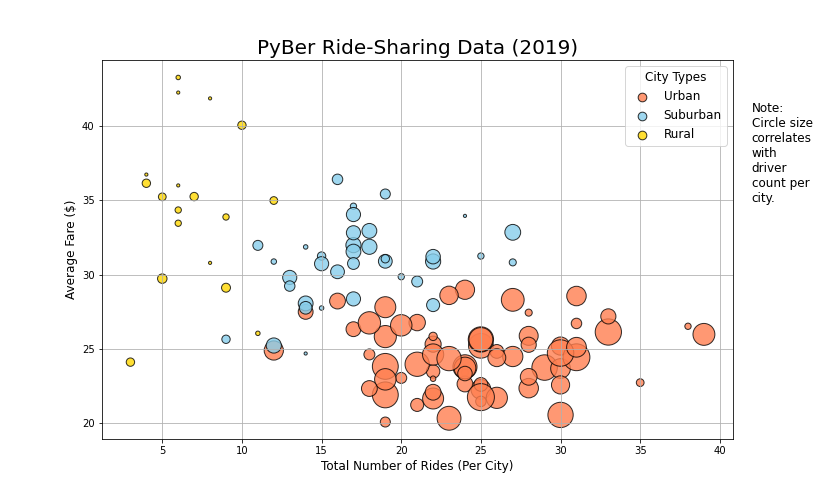 PyBer Ride-Sharing Data (2019)
City Types
Urban
Suburban
Rural
Note:
Circle size
correlates
with
driver
count per
city.
Average Fare ($)
40
35
30
25
20
5 10 15 20 25 30 35 40
Total Number of Rides (Per City)